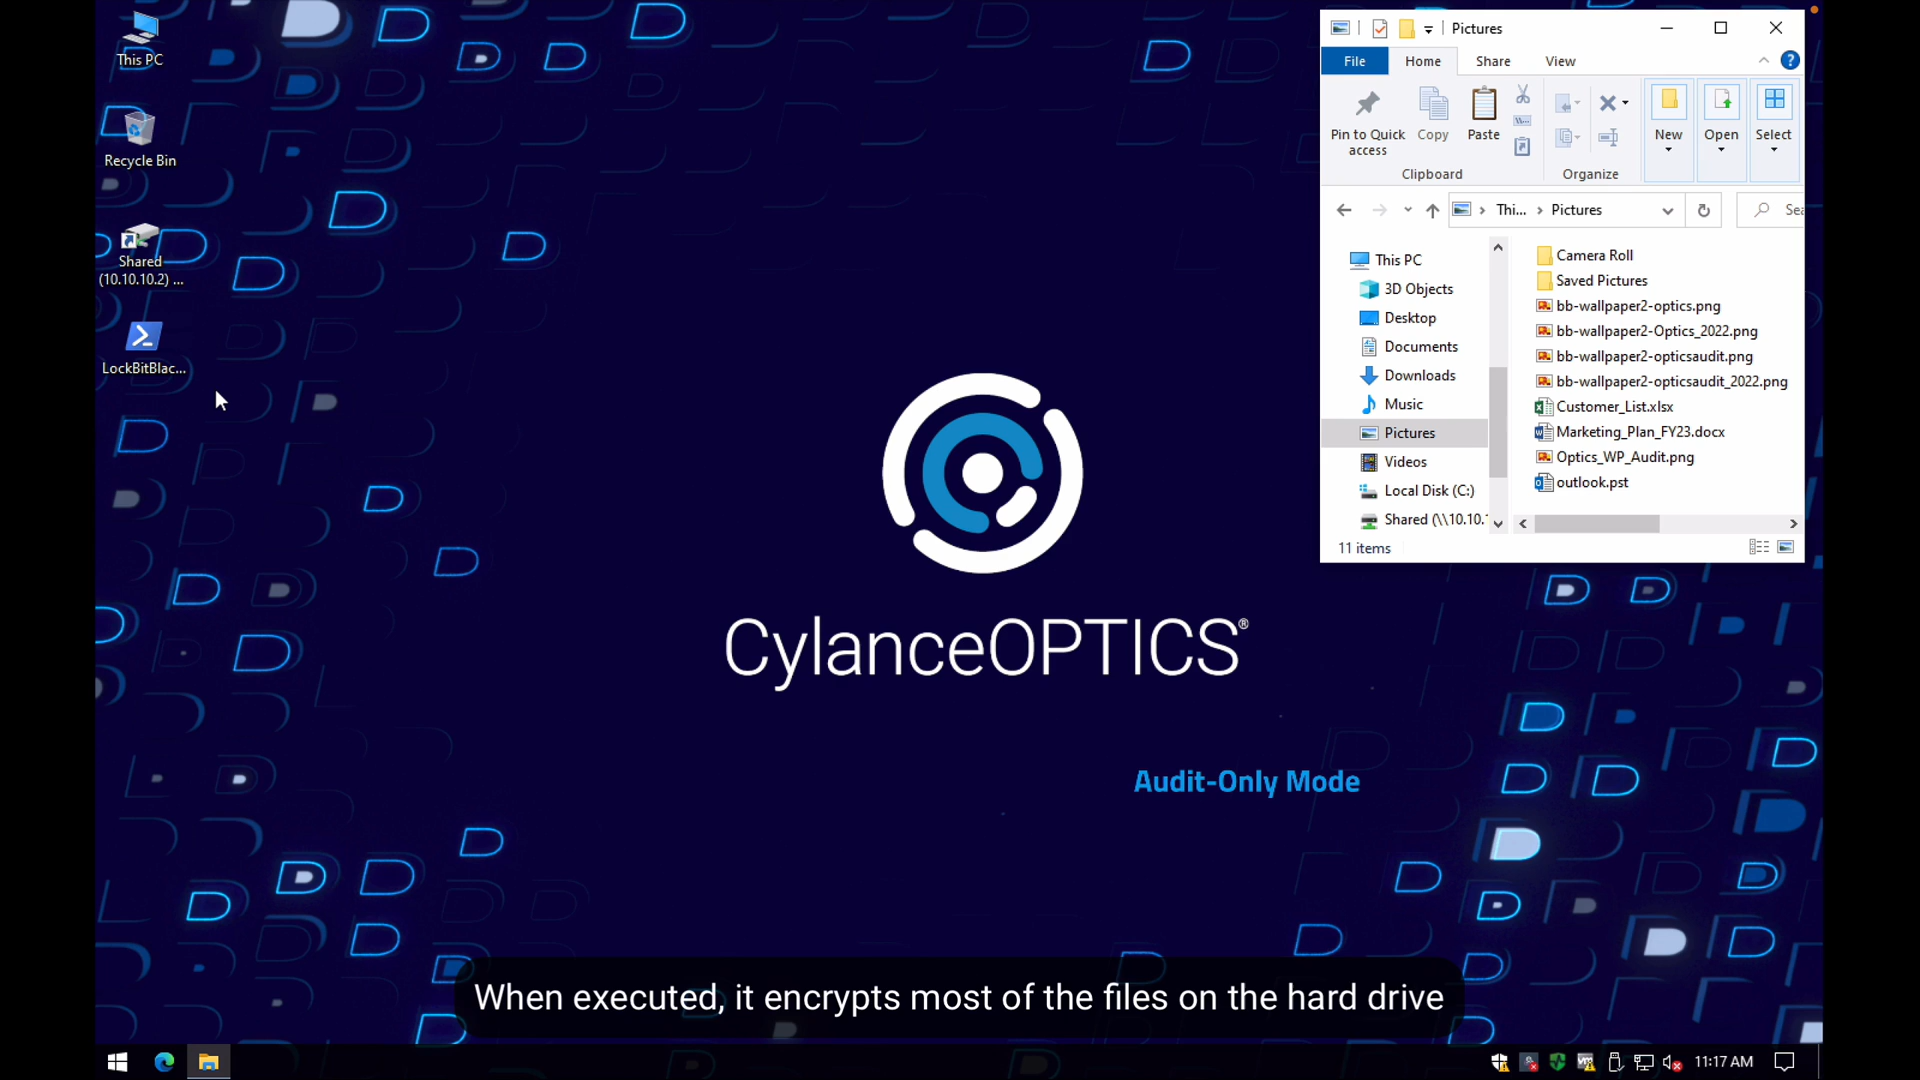 This PC
Recycle Bin
Shared
(10.10.10.2) ...
LockBitBlac...
Pictures
File
Home
Share
View
Pin to Quick
access
Copy
Paste
New
Open
Select
Clipboard
Organize
Thi...
Pictures
Sea
This PC
3D Objects
Desktop
Documents
Downloads
Music
Pictures
Videos
Local Disk (C:)
Shared (\\10.10.1
Camera Roll
Saved Pictures
bb-wallpaper2-optics.png
bb-wallpaper2-Optics_2022.png
bb-wallpaper2-opticsaudit.png
bb-wallpaper2-opticsaudit_2022.png
Customer_List.xlsx
Marketing_Plan_FY23.docx
Optics_WP_Audit.png
outlook.pst
11 items
CylanceOPTICS®
Audit-Only Mode
When executed, it encrypts most of the files on the hard drive
11:17 AM